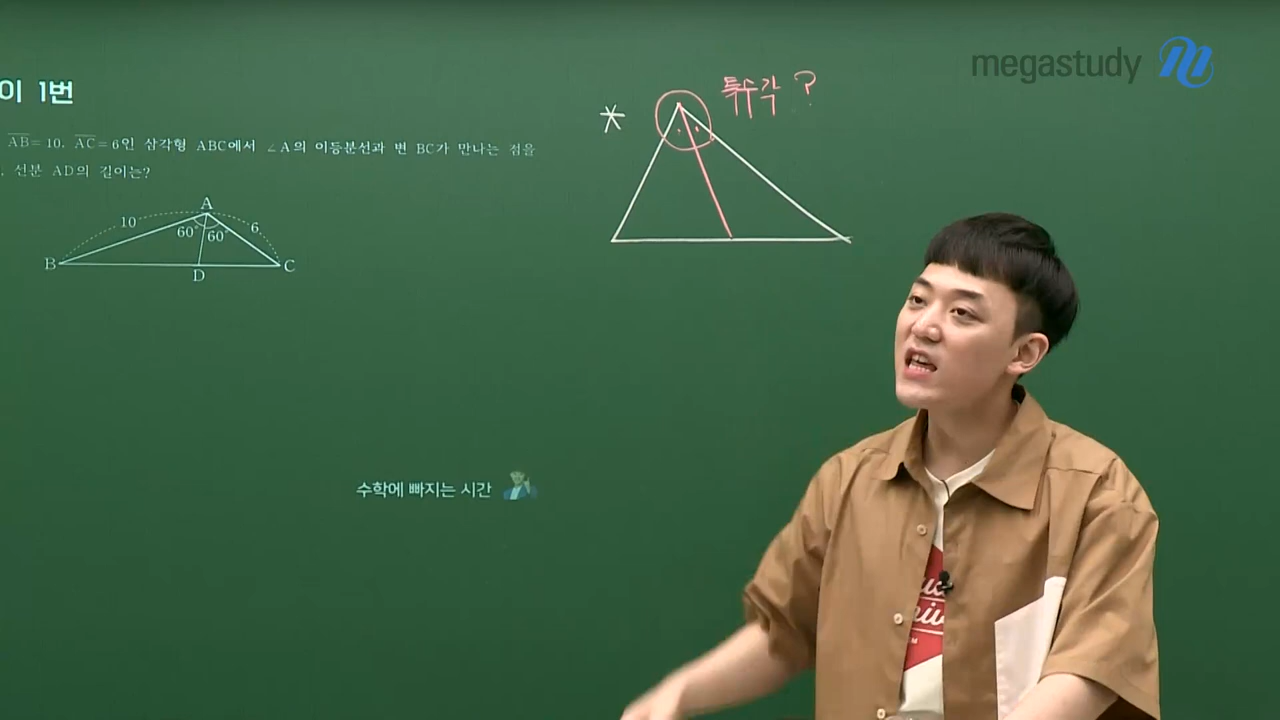 megastudy
이 1번
AB = 10. AC = 6인 삼각형 ABC에서 ∠A의 이등분선과 변 BC가 만나는 점을
. 선분 AD의 길이는?
A
10
6
60°
60°
B
D
C
* 특수각 ?
수학에 빠지는 시간